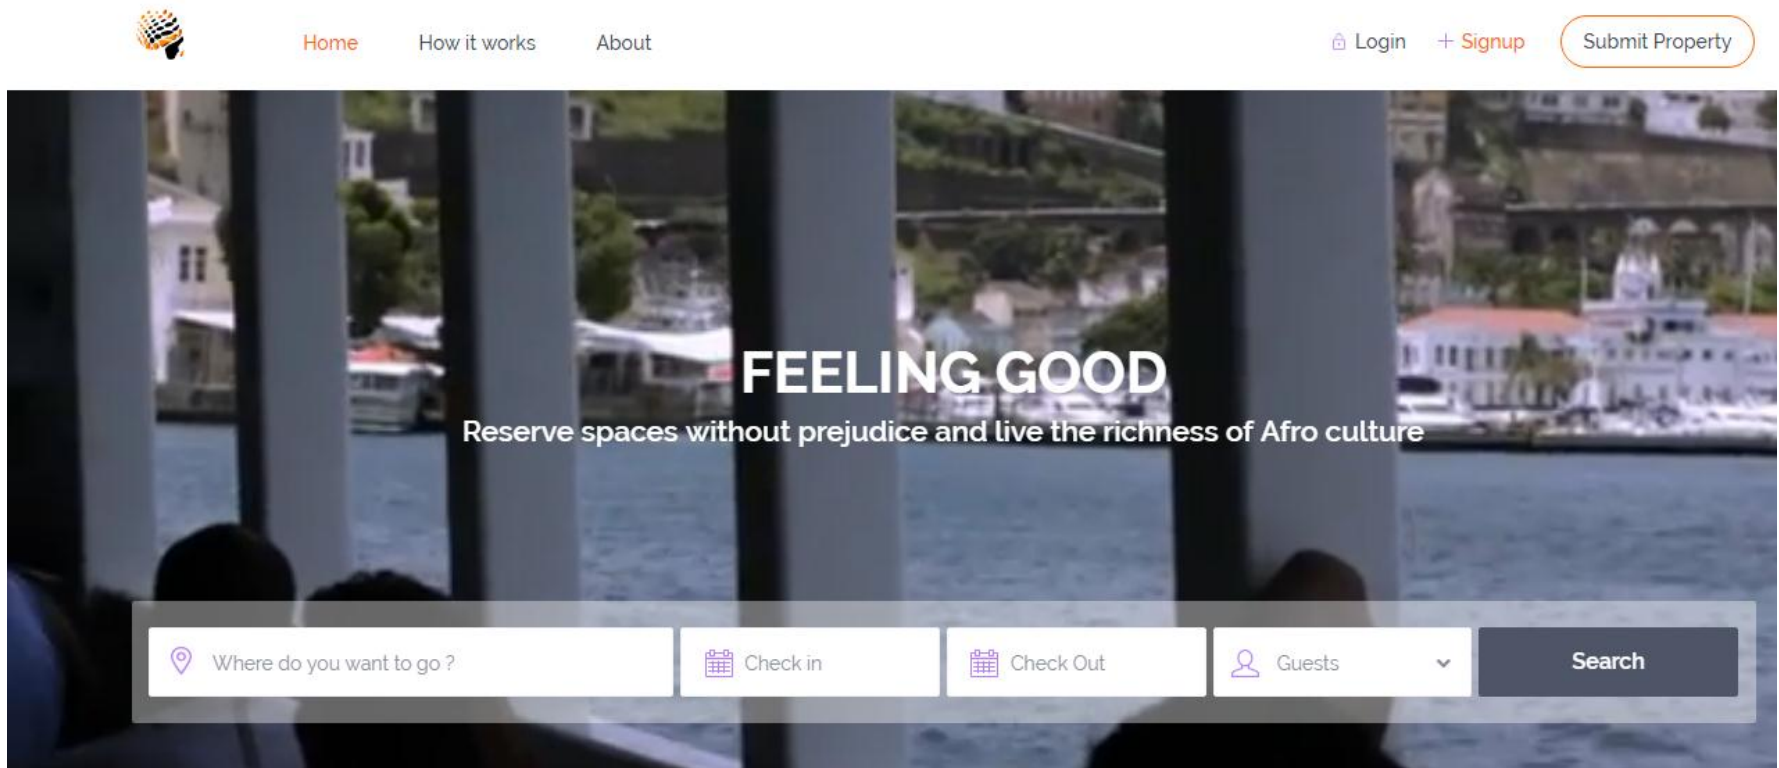 Home How it works About Login + Signup Submit Property
FEELING GOOD
Reserve spaces without prejudice and live the richness of Afro culture
Where do you want to go ? Check in Check Out Guests Search